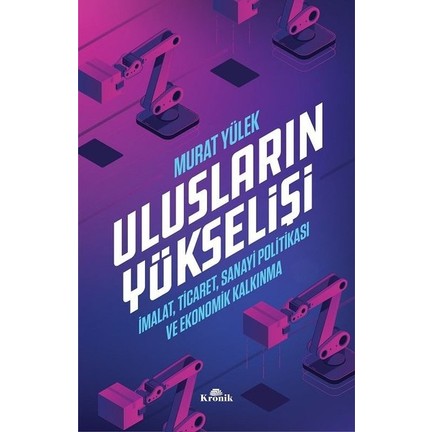 MURAT YÜLEK
ULUSLARIN
YÜKSELİŞİ
İMALAT, TİCARET, SANAYİ POLİTİKASI
VE EKONOMİK KALKINMA
Kronik